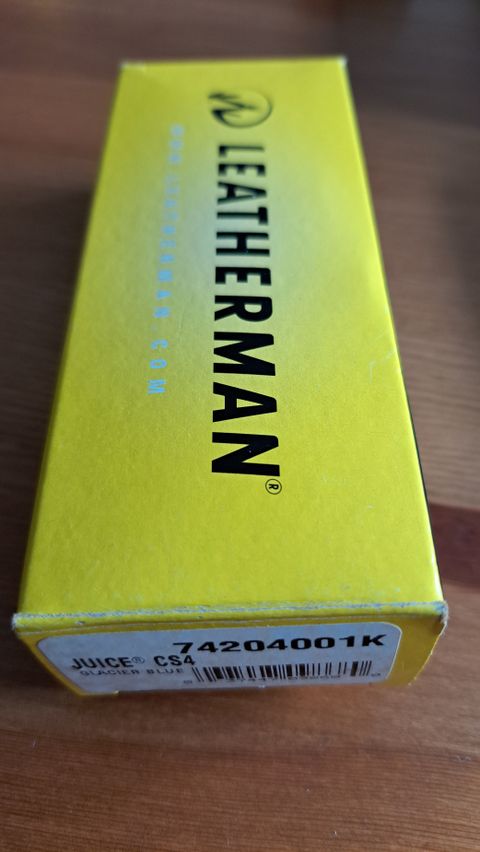 LEATHERMAN®
WWW.LEATHERMAN.COM
74204001K
JUICE® CS4
GLACIER BLUE